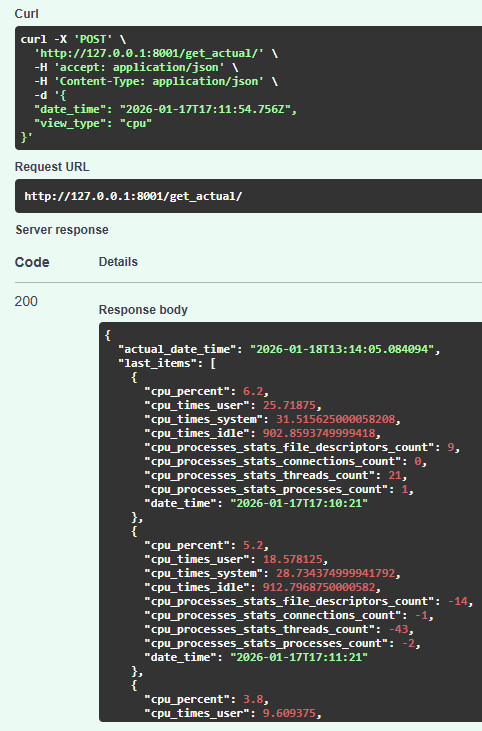 Curl
curl -X 'POST' \
  'http://127.0.0.1:8001/get_actual/' \
  -H 'accept: application/json' \
  -H 'Content-Type: application/json' \
  -d '{
  "date_time": "2026-01-17T17:11:54.756Z",
  "view_type": "cpu"
}'
Request URL
http://127.0.0.1:8001/get_actual/
Server response
Code Details
200
Response body
{
  "actual_date_time": "2026-01-18T13:14:05.084094",
  "last_items": [
    {
      "cpu_percent": 6.2,
      "cpu_times_user": 25.71875,
      "cpu_times_system": 31.515625000058208,
      "cpu_times_idle": 902.8593749999418,
      "cpu_processes_stats_file_descriptors_count": 9,
      "cpu_processes_stats_connections_count": 0,
      "cpu_processes_stats_threads_count": 21,
      "cpu_processes_stats_processes_count": 1,
      "date_time": "2026-01-17T17:10:21"
    },
    {
      "cpu_percent": 5.2,
      "cpu_times_user": 18.578125,
      "cpu_times_system": 28.734374999941792,
      "cpu_times_idle": 912.7968750000582,
      "cpu_processes_stats_file_descriptors_count": -14,
      "cpu_processes_stats_connections_count": -1,
      "cpu_processes_stats_threads_count": -43,
      "cpu_processes_stats_processes_count": -2,
      "date_time": "2026-01-17T17:11:21"
    },
    {
      "cpu_percent": 3.8,
      "cpu_times_user": 9.609375,